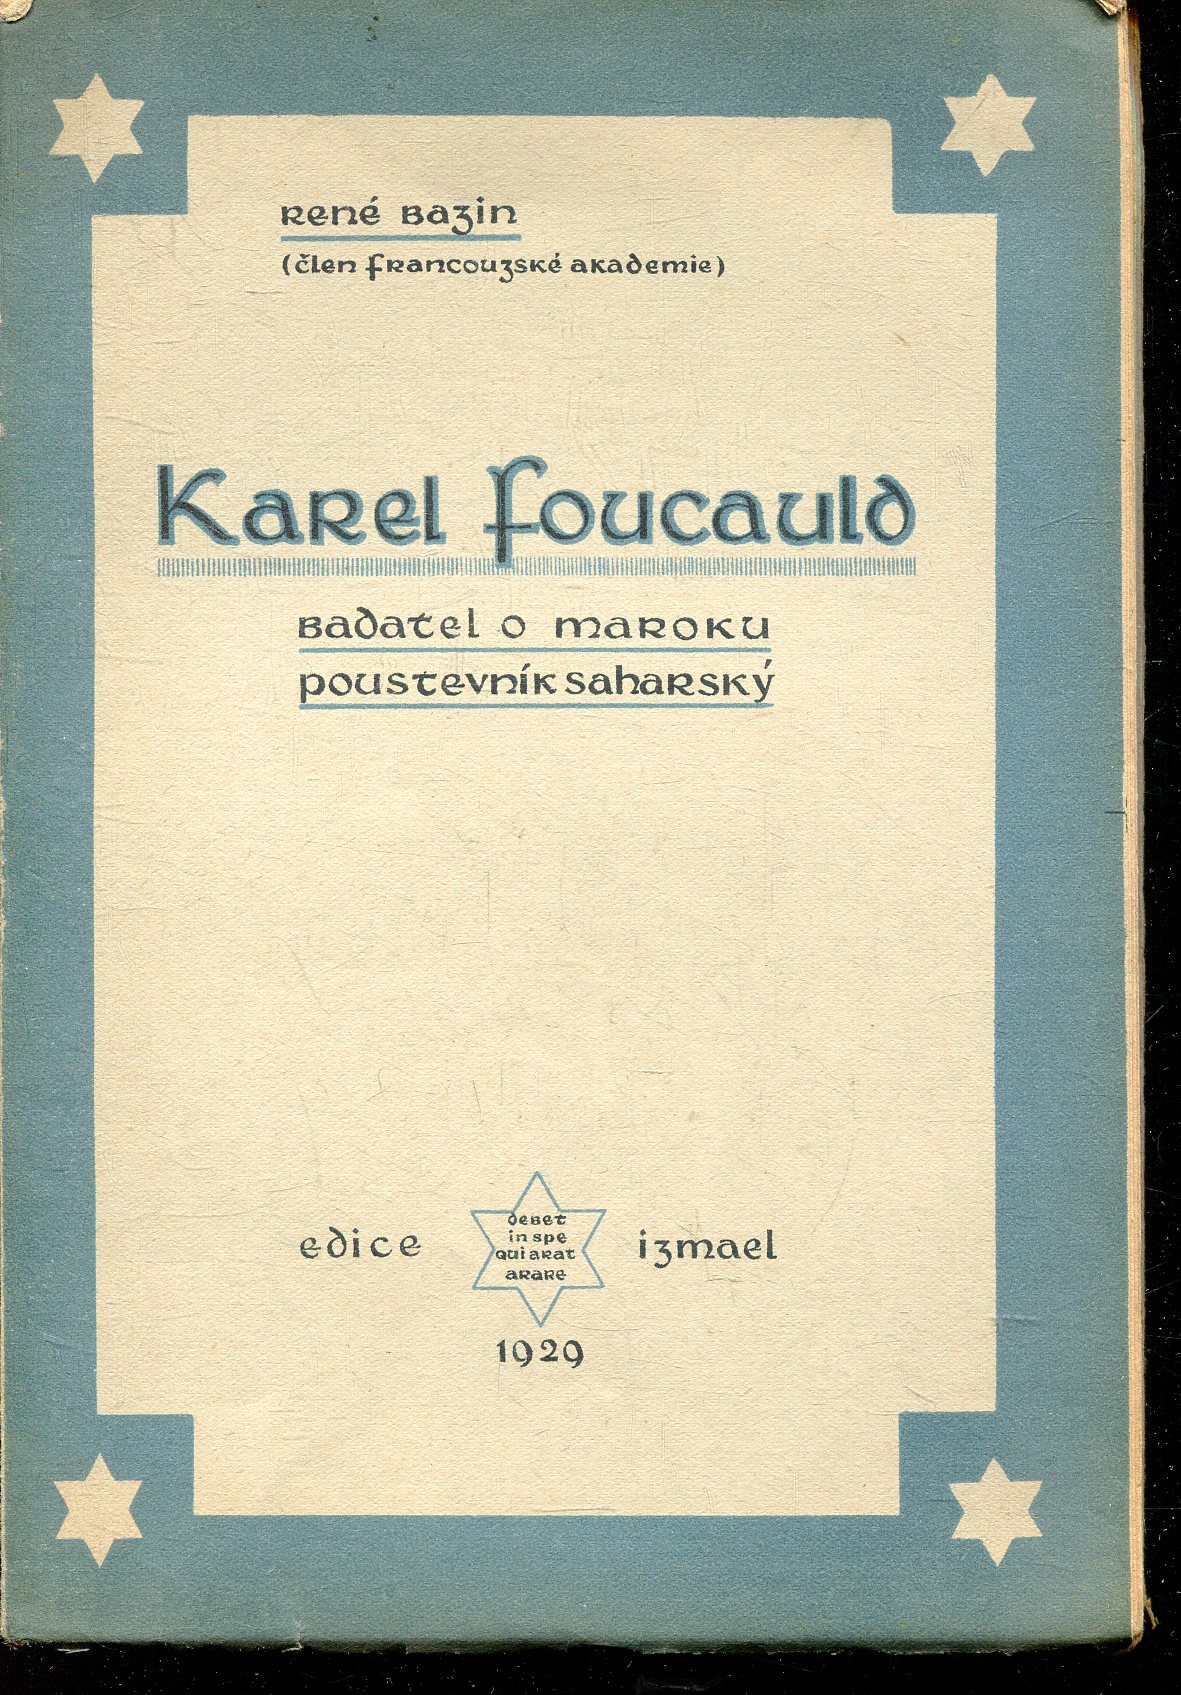 René Bazin
(člen francouzské akademie)
Karel Foucauld
badatel o maroku
poustevník saharský
edice
debet
in spe
qui arat
arare
izmael
1929